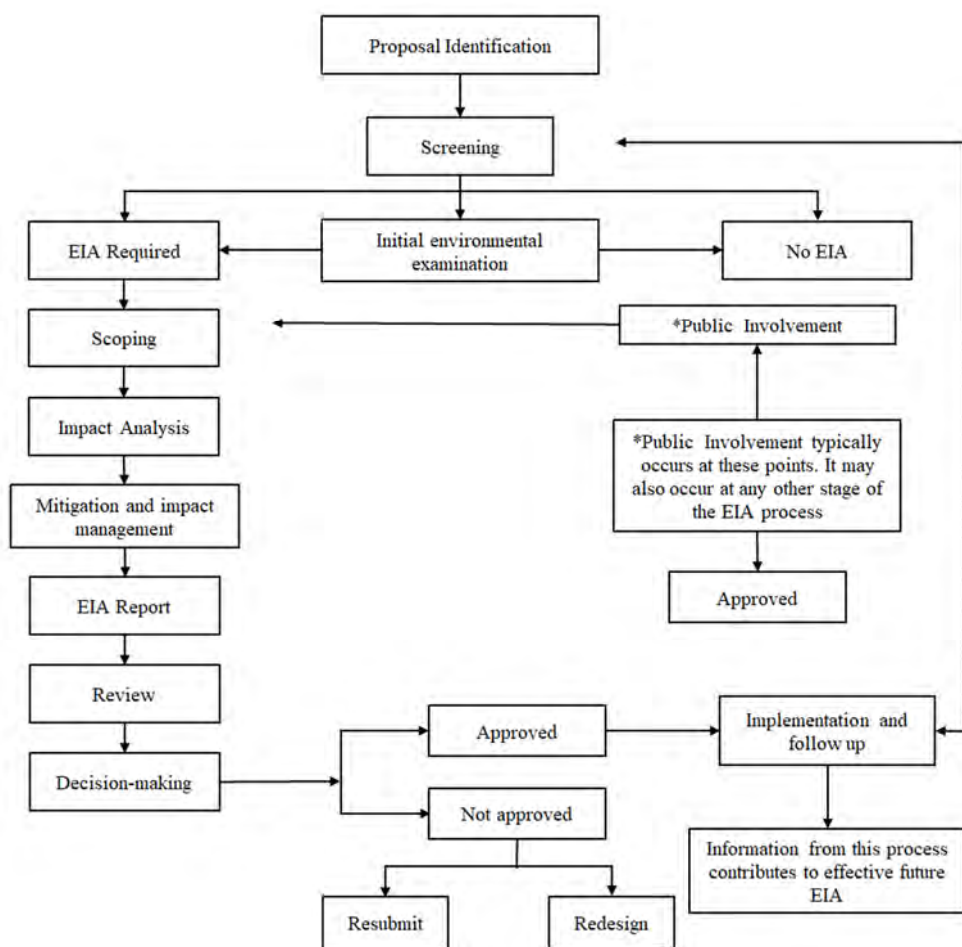 Proposal Identification
Screening
EIA Required
Initial environmental
examination
No EIA
Scoping
*Public Involvement
Impact Analysis
*Public Involvement typically
occurs at these points. It may
also occur at any other stage of
the EIA process
Mitigation and impact
management
Approved
EIA Report
Review
Approved
Implementation and
follow up
Decision-making
Not approved
Information from this process
contributes to effective future
EIA
Resubmit
Redesign